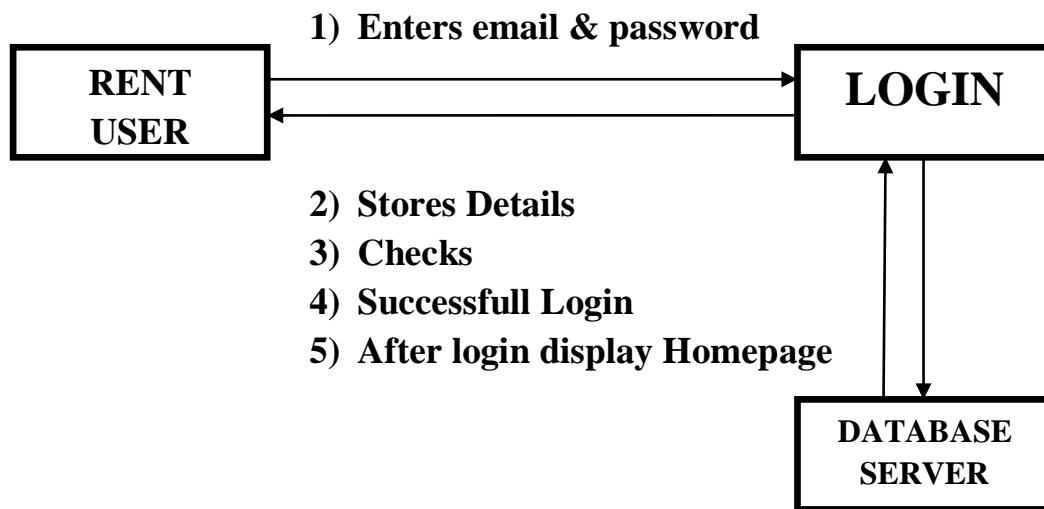 1) Enters email & password
RENT
USER
LOGIN
2) Stores Details
3) Checks
4) Successfull Login
5) After login display Homepage
DATABASE
SERVER